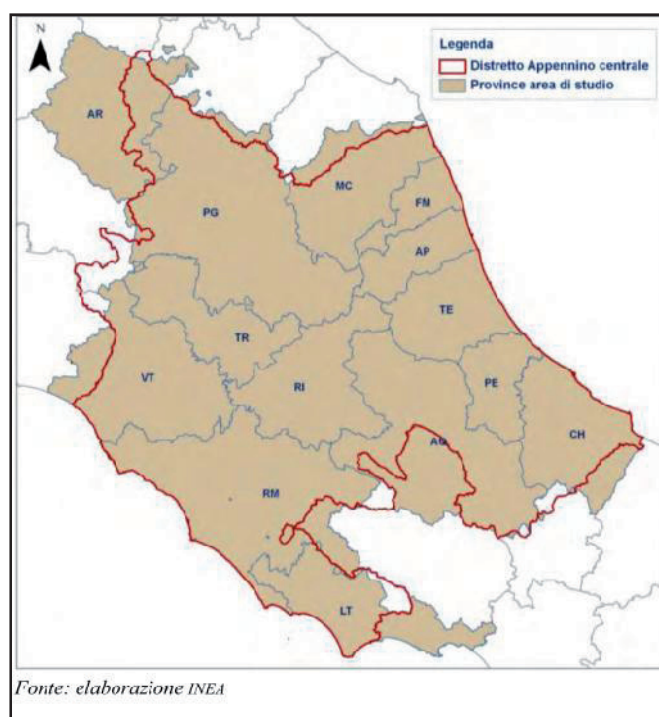 N
Legenda
Distretto Appennino centrale
Province area di studio
AR
MC
FM
PG
AP
TE
TR
VT
RI
PE
AQ
CH
RM
LT
Fonte: elaborazione INEA